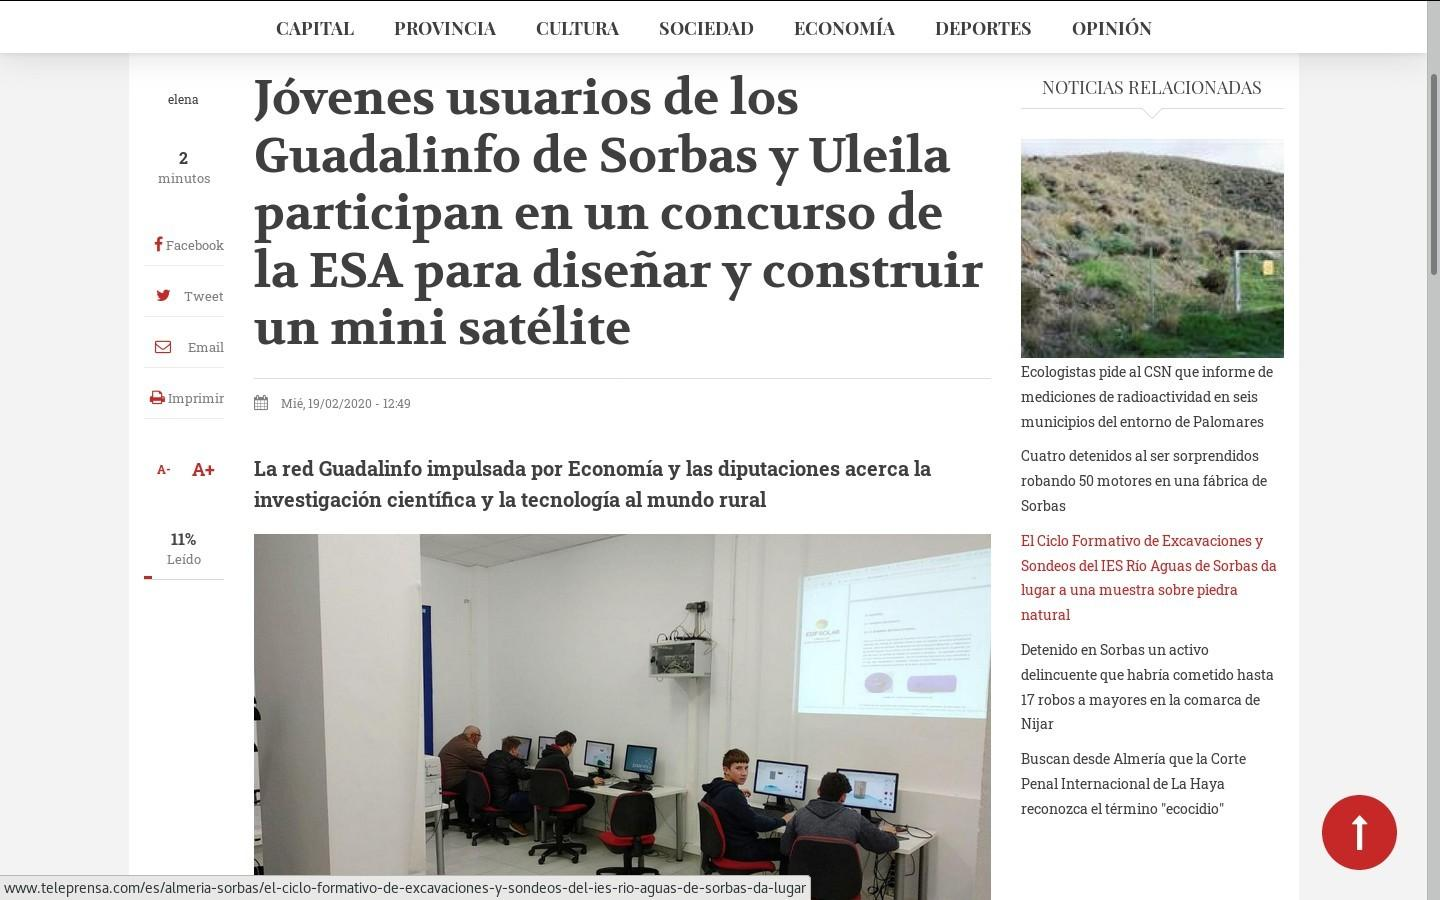 CAPITAL PROVINCIA CULTURA SOCIEDAD ECONOMÍA DEPORTES OPINIÓN
elena
2
minutos
Facebook
Tweet
Email
Imprimir
A- A+
11%
Leído
Jóvenes usuarios de los
Guadalinfo de Sorbas y Uleila
participan en un concurso de
la ESA para diseñar y construir
un mini satélite
Mié, 19/02/2020 - 12:49
La red Guadalinfo impulsada por Economía y las diputaciones acerca la
investigación científica y la tecnología al mundo rural
NOTICIAS RELACIONADAS
Ecologistas pide al CSN que informe de
mediciones de radioactividad en seis
municipios del entorno de Palomares
Cuatro detenidos al ser sorprendidos
robando 50 motores en una fábrica de
Sorbas
El Ciclo Formativo de Excavaciones y
Sondeos del IES Río Aguas de Sorbas da
lugar a una muestra sobre piedra
natural
Detenido en Sorbas un activo
delincuente que habría cometido hasta
17 robos a mayores en la comarca de
Nijar
Buscan desde Almería que la Corte
Penal Internacional de La Haya
reconozca el término "ecocidio"
www.teleprensa.com/es/almeria-sorbas/el-ciclo-formativo-de-excavaciones-y-sondeos-del-ies-rio-aguas-de-sorbas-da-lugar